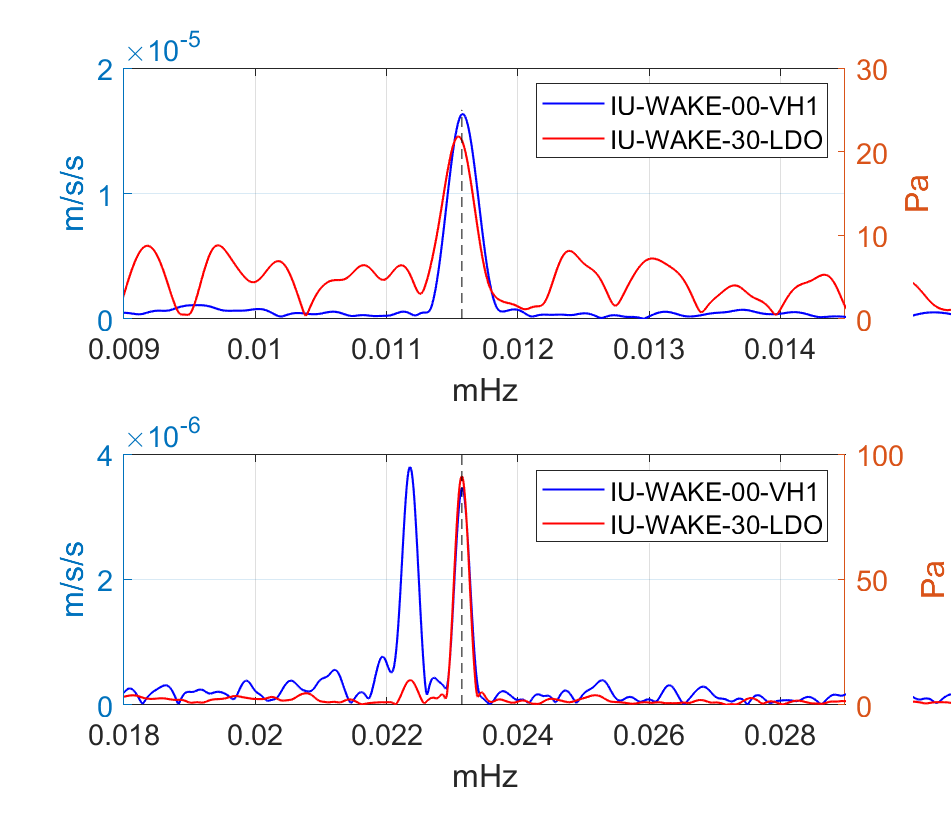 ×10-5
2
1
0
m/s/s
30
20
10
0
Pa
IU-WAKE-00-VH1
IU-WAKE-30-LDO
0.009 0.01 0.011 0.012 0.013 0.014
mHz
×10-6
4
2
0
m/s/s
100
50
0
Pa
IU-WAKE-00-VH1
IU-WAKE-30-LDO
0.018 0.02 0.022 0.024 0.026 0.028
mHz